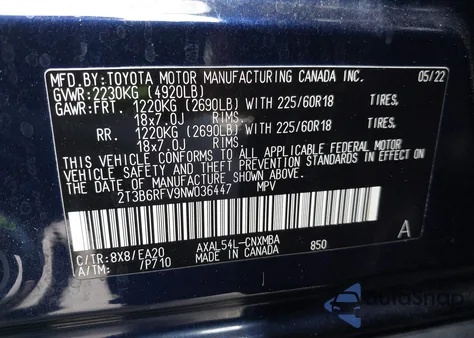 MFD.BY:TOYOTA MOTOR MANUFACTURING CANADA INC. 05/22
GVWR:2230KG (4920LB)
GAWR:FRT. 1220KG (2690LB) WITH 225/60R18 TIRES.
18x7.0J RIMS.
RR. 1220KG (2690LB) WITH 225/60R18 TIRES.
18x7.0J RIMS.
THIS VEHICLE CONFORMS TO ALL APPLICABLE FEDERAL MOTOR
VEHICLE SAFETY AND THEFT PREVENTION STANDARDS IN EFFECT ON
THE DATE OF MANUFACTURE SHOWN ABOVE.
2T3B6RFV9NW036447 MPV
C/TR:8X8/EA20 AXAL54L-CNXMBA 850 A
A/TM: /P710 MADE IN CANADA
AutoSnap